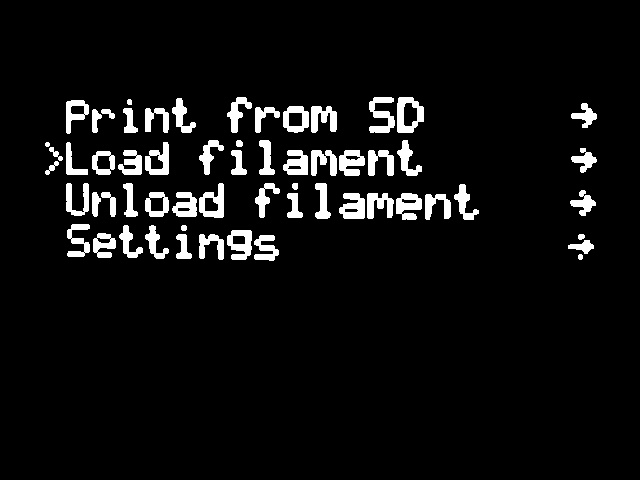 Print from SD →
>Load filament →
Unload filament →
Settings →